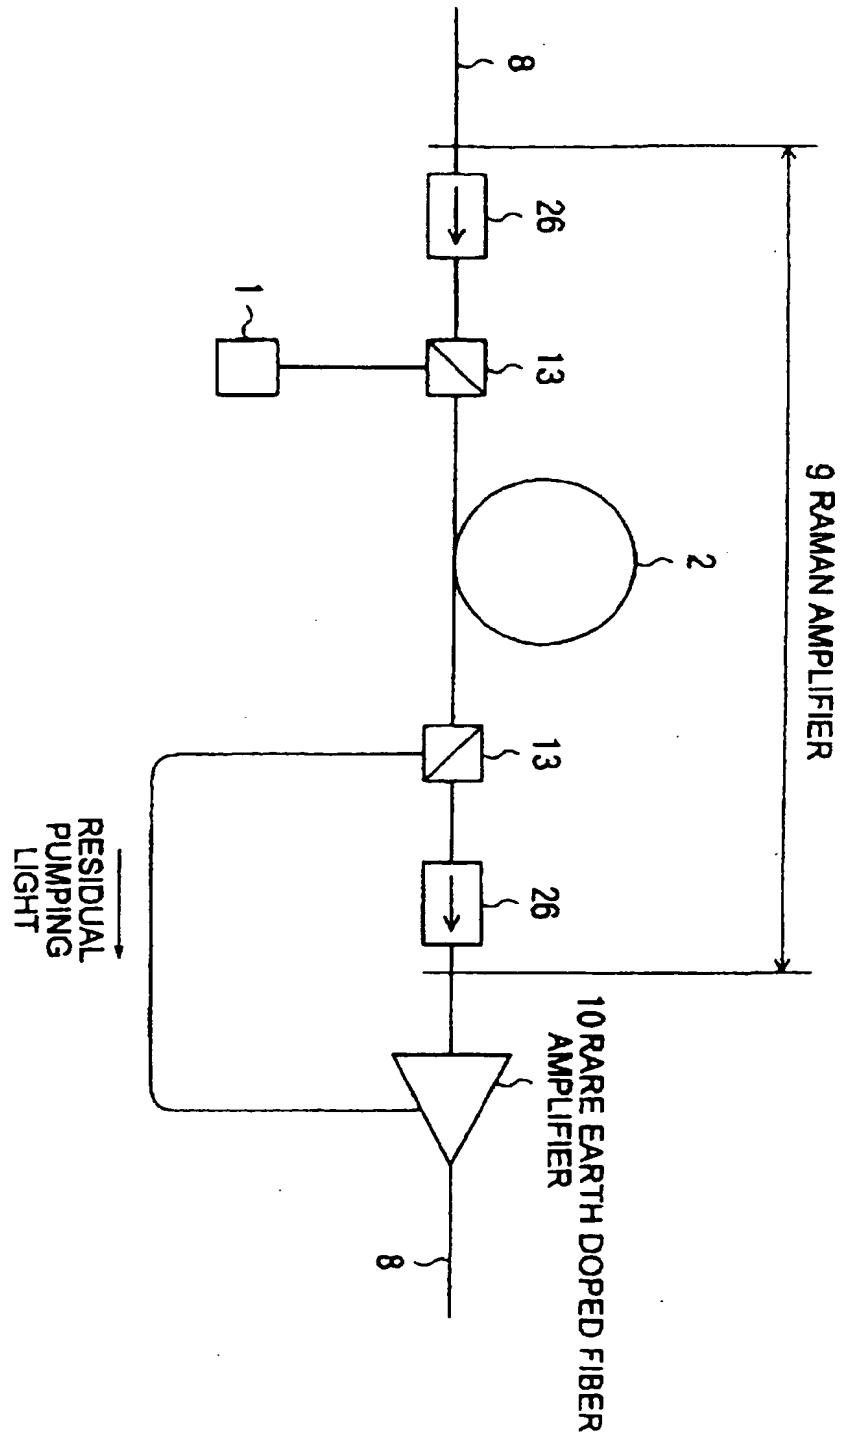 9 RAMAN AMPLIFIER
8
26
13
2
13
26
10 RARE EARTH DOPED FIBER
AMPLIFIER
1
8
RESIDUAL
PUMPING
LIGHT